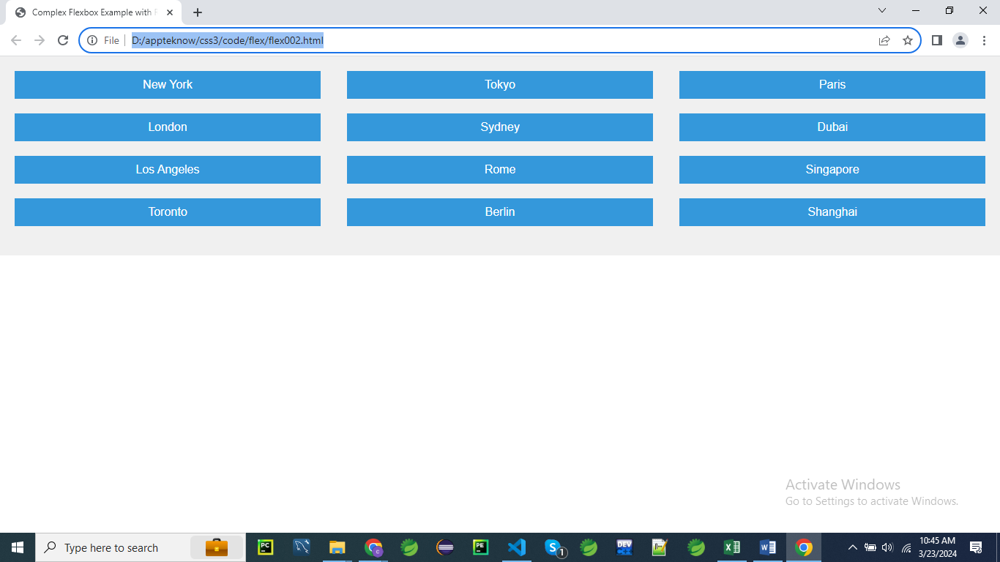 Complex Flexbox Example with F
File D:/appteknow/css3/code/flex/flex002.html
New York Tokyo Paris
London Sydney Dubai
Los Angeles Rome Singapore
Toronto Berlin Shanghai
Activate Windows
Go to Settings to activate Windows.
Type here to search
PC
C
PE
S
1
DEV
10:45 AM
3/23/2024